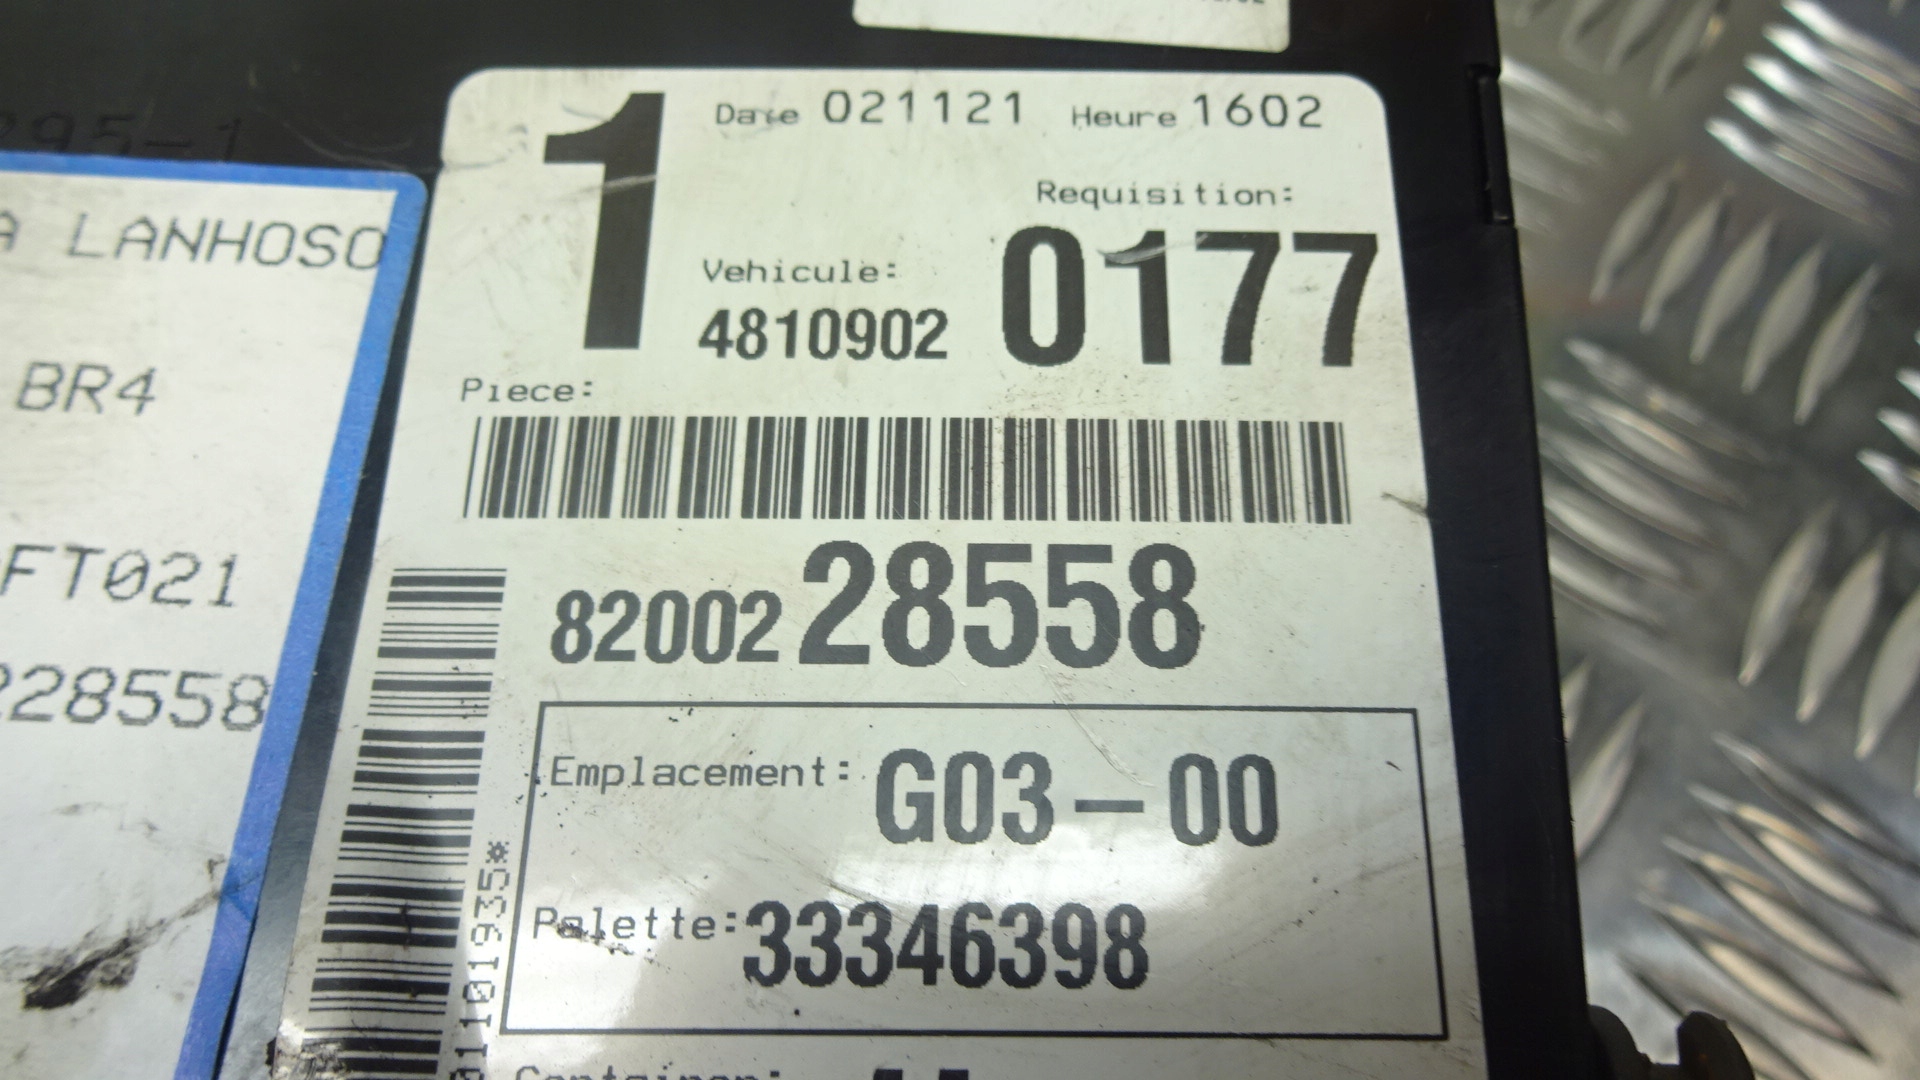 295-1
A LANHOSO
BR4
FT021
228558
1
Date 021121 Heure 1602
Requisition:
0177
Vehicule:
4810902
Piece:
8200228558
Emplacement: G03-00
Palette: 33346398
1101935*